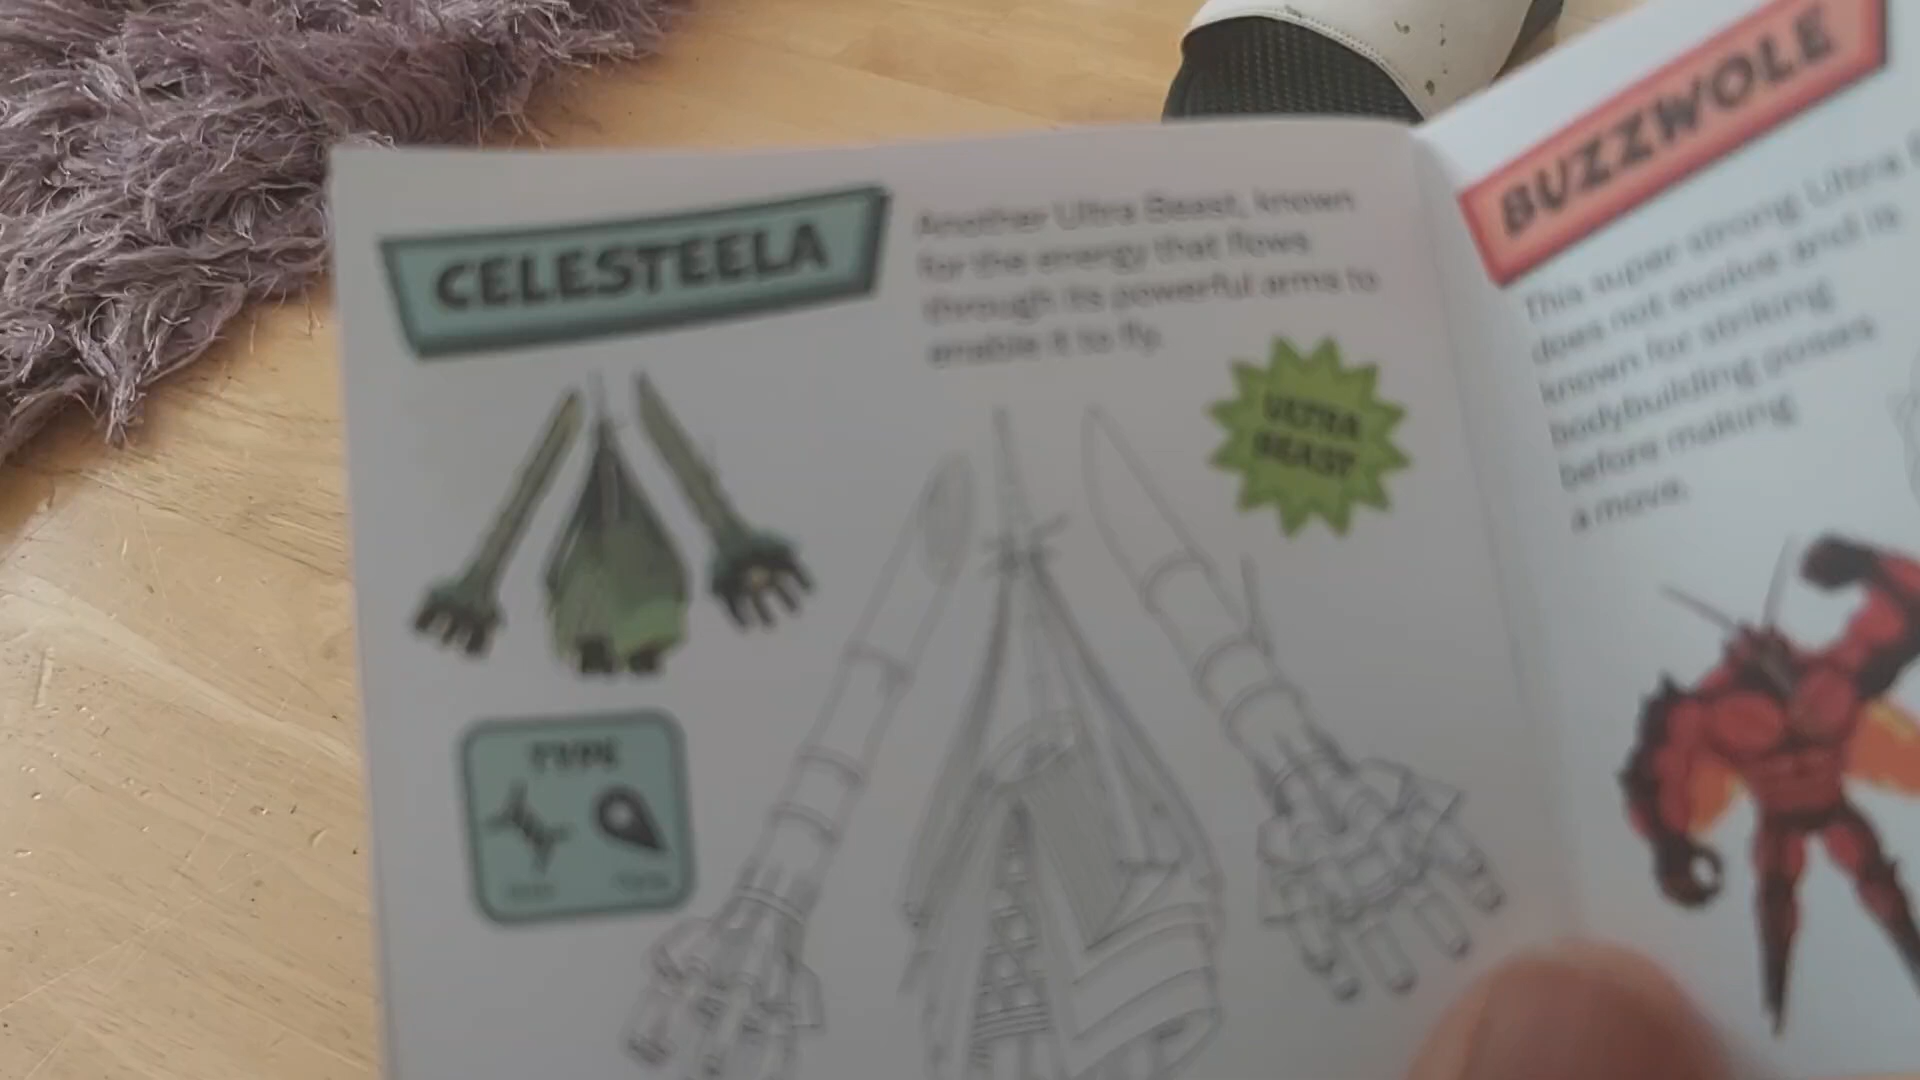 CELESTEELA
Another Ultra Beast, known
for the energy that flows
through its powerful arms to
enable it to fly.
ULTRA
BEAST
TYPE
BUZZWOLE
This super strong Ultra
does not evolve and is
known for striking
bodybuilding poses
before making
a move.